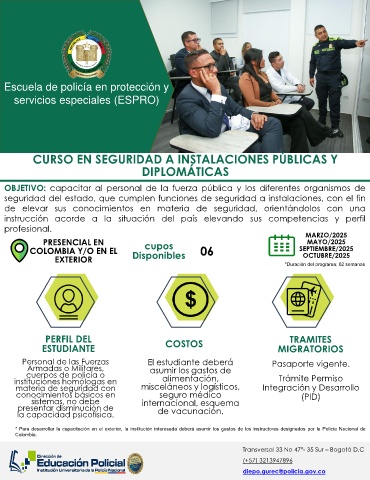 Escuela de policía en protección y
servicios especiales (ESPRO)
CURSO EN SEGURIDAD A INSTALACIONES PÚBLICAS Y
DIPLOMÁTICAS
OBJETIVO: capacitar al personal de la fuerza pública y los diferentes organismos de
seguridad del estado, que cumplen funciones de seguridad a instalaciones, con el fin
de elevar sus conocimientos en materia de seguridad, orientándolos con una
instrucción acorde a la situación del país elevando sus competencias y perfil
profesional.
PRESENCIAL EN
COLOMBIA Y/O EN EL
EXTERIOR
cupos
Disponibles
06
MARZO/2025
MAYO/2025
SEPTIEMBRE/2025
OCTUBRE/2025
*Duración del programa: 02 semanas
PERFIL DEL
ESTUDIANTE
Personal de las Fuerzas
Armadas o Militares,
cuerpos de policía o
instituciones homólogas en
materia de seguridad con
conocimientos básicos en
sistemas, no debe
presentar disminución de
la capacidad psicofísica.
COSTOS
El estudiante deberá
asumir los gastos de
alimentación,
misceláneos y logísticos,
seguro médico
internacional, esquema
de vacunación.
TRAMITES
MIGRATORIOS
Pasaporte vigente.
Trámite Permiso
Integración y Desarrollo
(PID)
* Para desarrollar la capacitación en el exterior, la institución interesada deberá asumir los gastos de los instructores designados por la Policía Nacional de
Colombia.
Dirección de
Educación Policial
Institución Universitaria de la Policía Nacional
Transversal 33 No 47ª- 35 Sur – Bogotá D.C
(+57) 3213947896
diepo.gurec@policia.gov.co